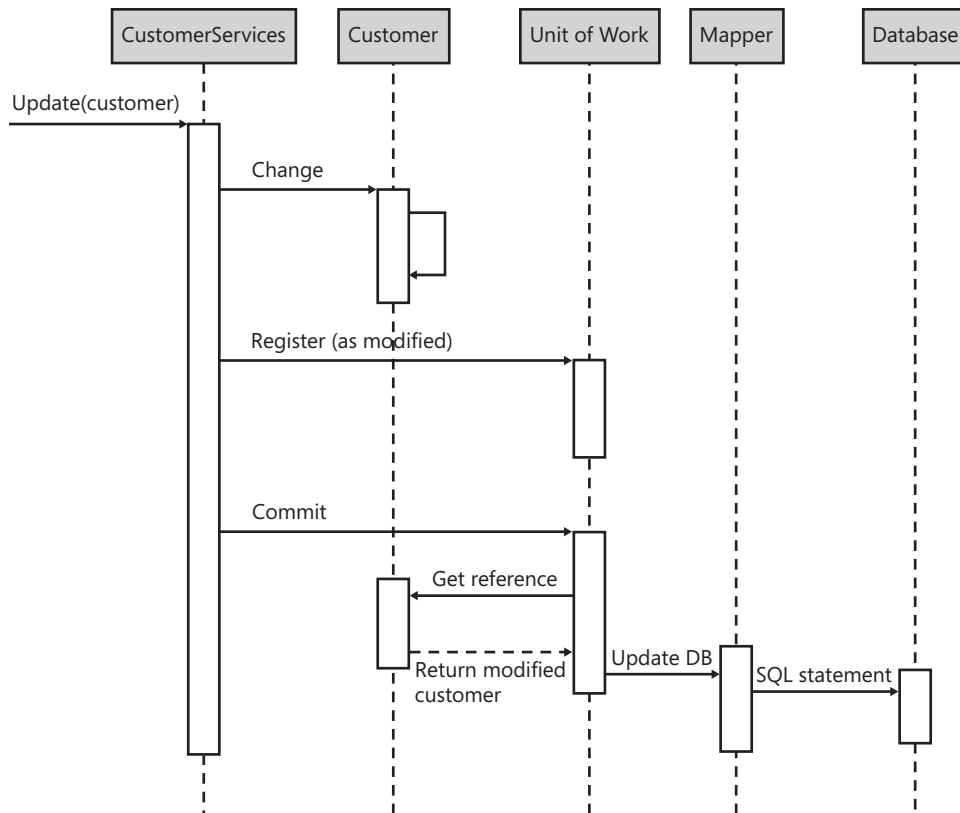 CustomerServices
Customer
Unit of Work
Mapper
Database
Update(customer)
Change
Register (as modified)
Commit
Get reference
Return modified
customer
Update DB
SQL statement